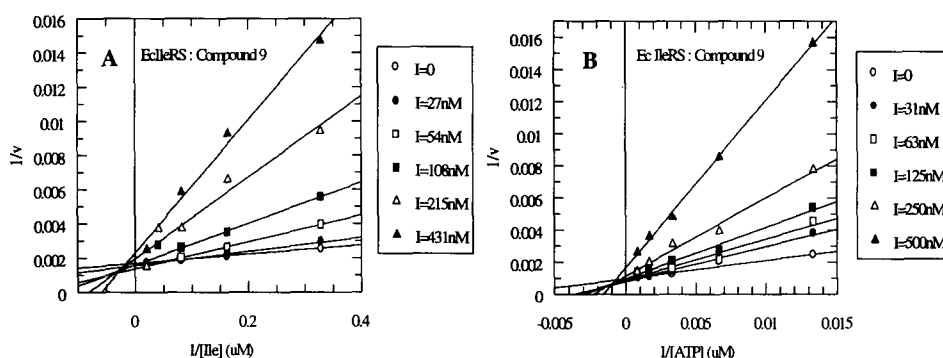 A
EcIleRS : Compound 9
1/v
0.016
0.014
0.012
0.01
0.008
0.006
0.004
0.002
0
0 0.2 0.4
1/[Ile] (uM)
I=0
I=27nM
I=54nM
I=108nM
I=215nM
I=431nM
B
EcIleRS : Compound 9
1/v
0.016
0.014
0.012
0.01
0.008
0.006
0.004
0.002
0
-0.005 0 0.005 0.01 0.015
1/[ATP] (uM)
I=0
I=31nM
I=63nM
I=125nM
I=250nM
I=500nM